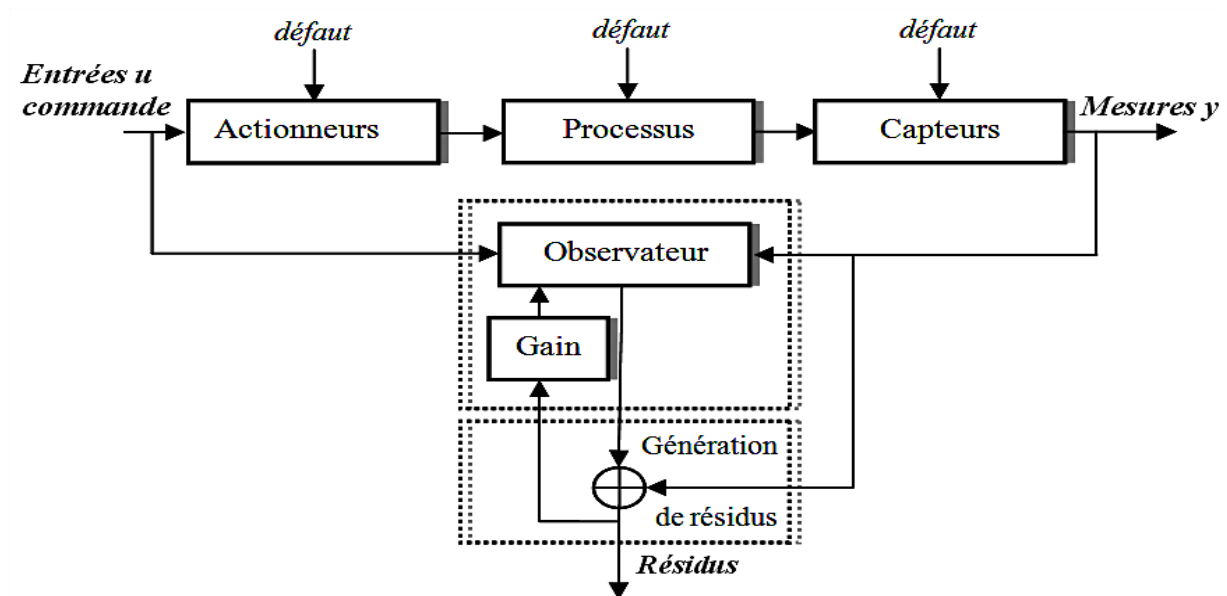 défaut
défaut
défaut
Entrées u
commande
Mesures y
Actionneurs
Processus
Capteurs
Observateur
Gain
Génération
de résidus
Résidus